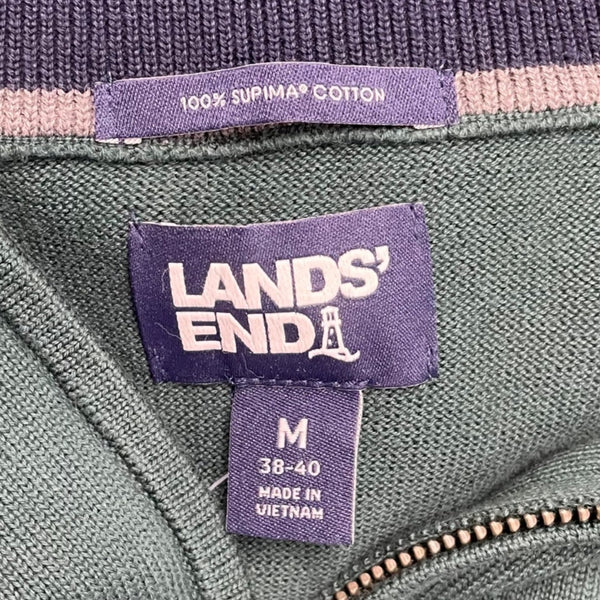 100% SUPIMA® COTTON
LANDS'
END
M
38-40
MADE IN
VIETNAM